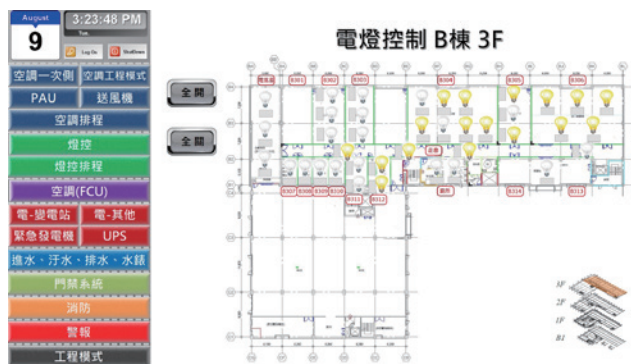 August
9
3:23:48 PM
Tue.
Log On
ShutDown
空調一次側
空調工程模式
PAU
送風機
空調排程
燈控
燈控排程
空調(FCU)
電-變電站
電-其他
緊急發電機
UPS
進水、汙水、排水、水錶
門禁系統
消防
警報
工程模式
電燈控制 B棟 3F
全開
全關
B301
B302
B303
B304
B305
B306
B307
B308
B309
B310
B311
B312
B314
B313
3F
2F
1F
B1